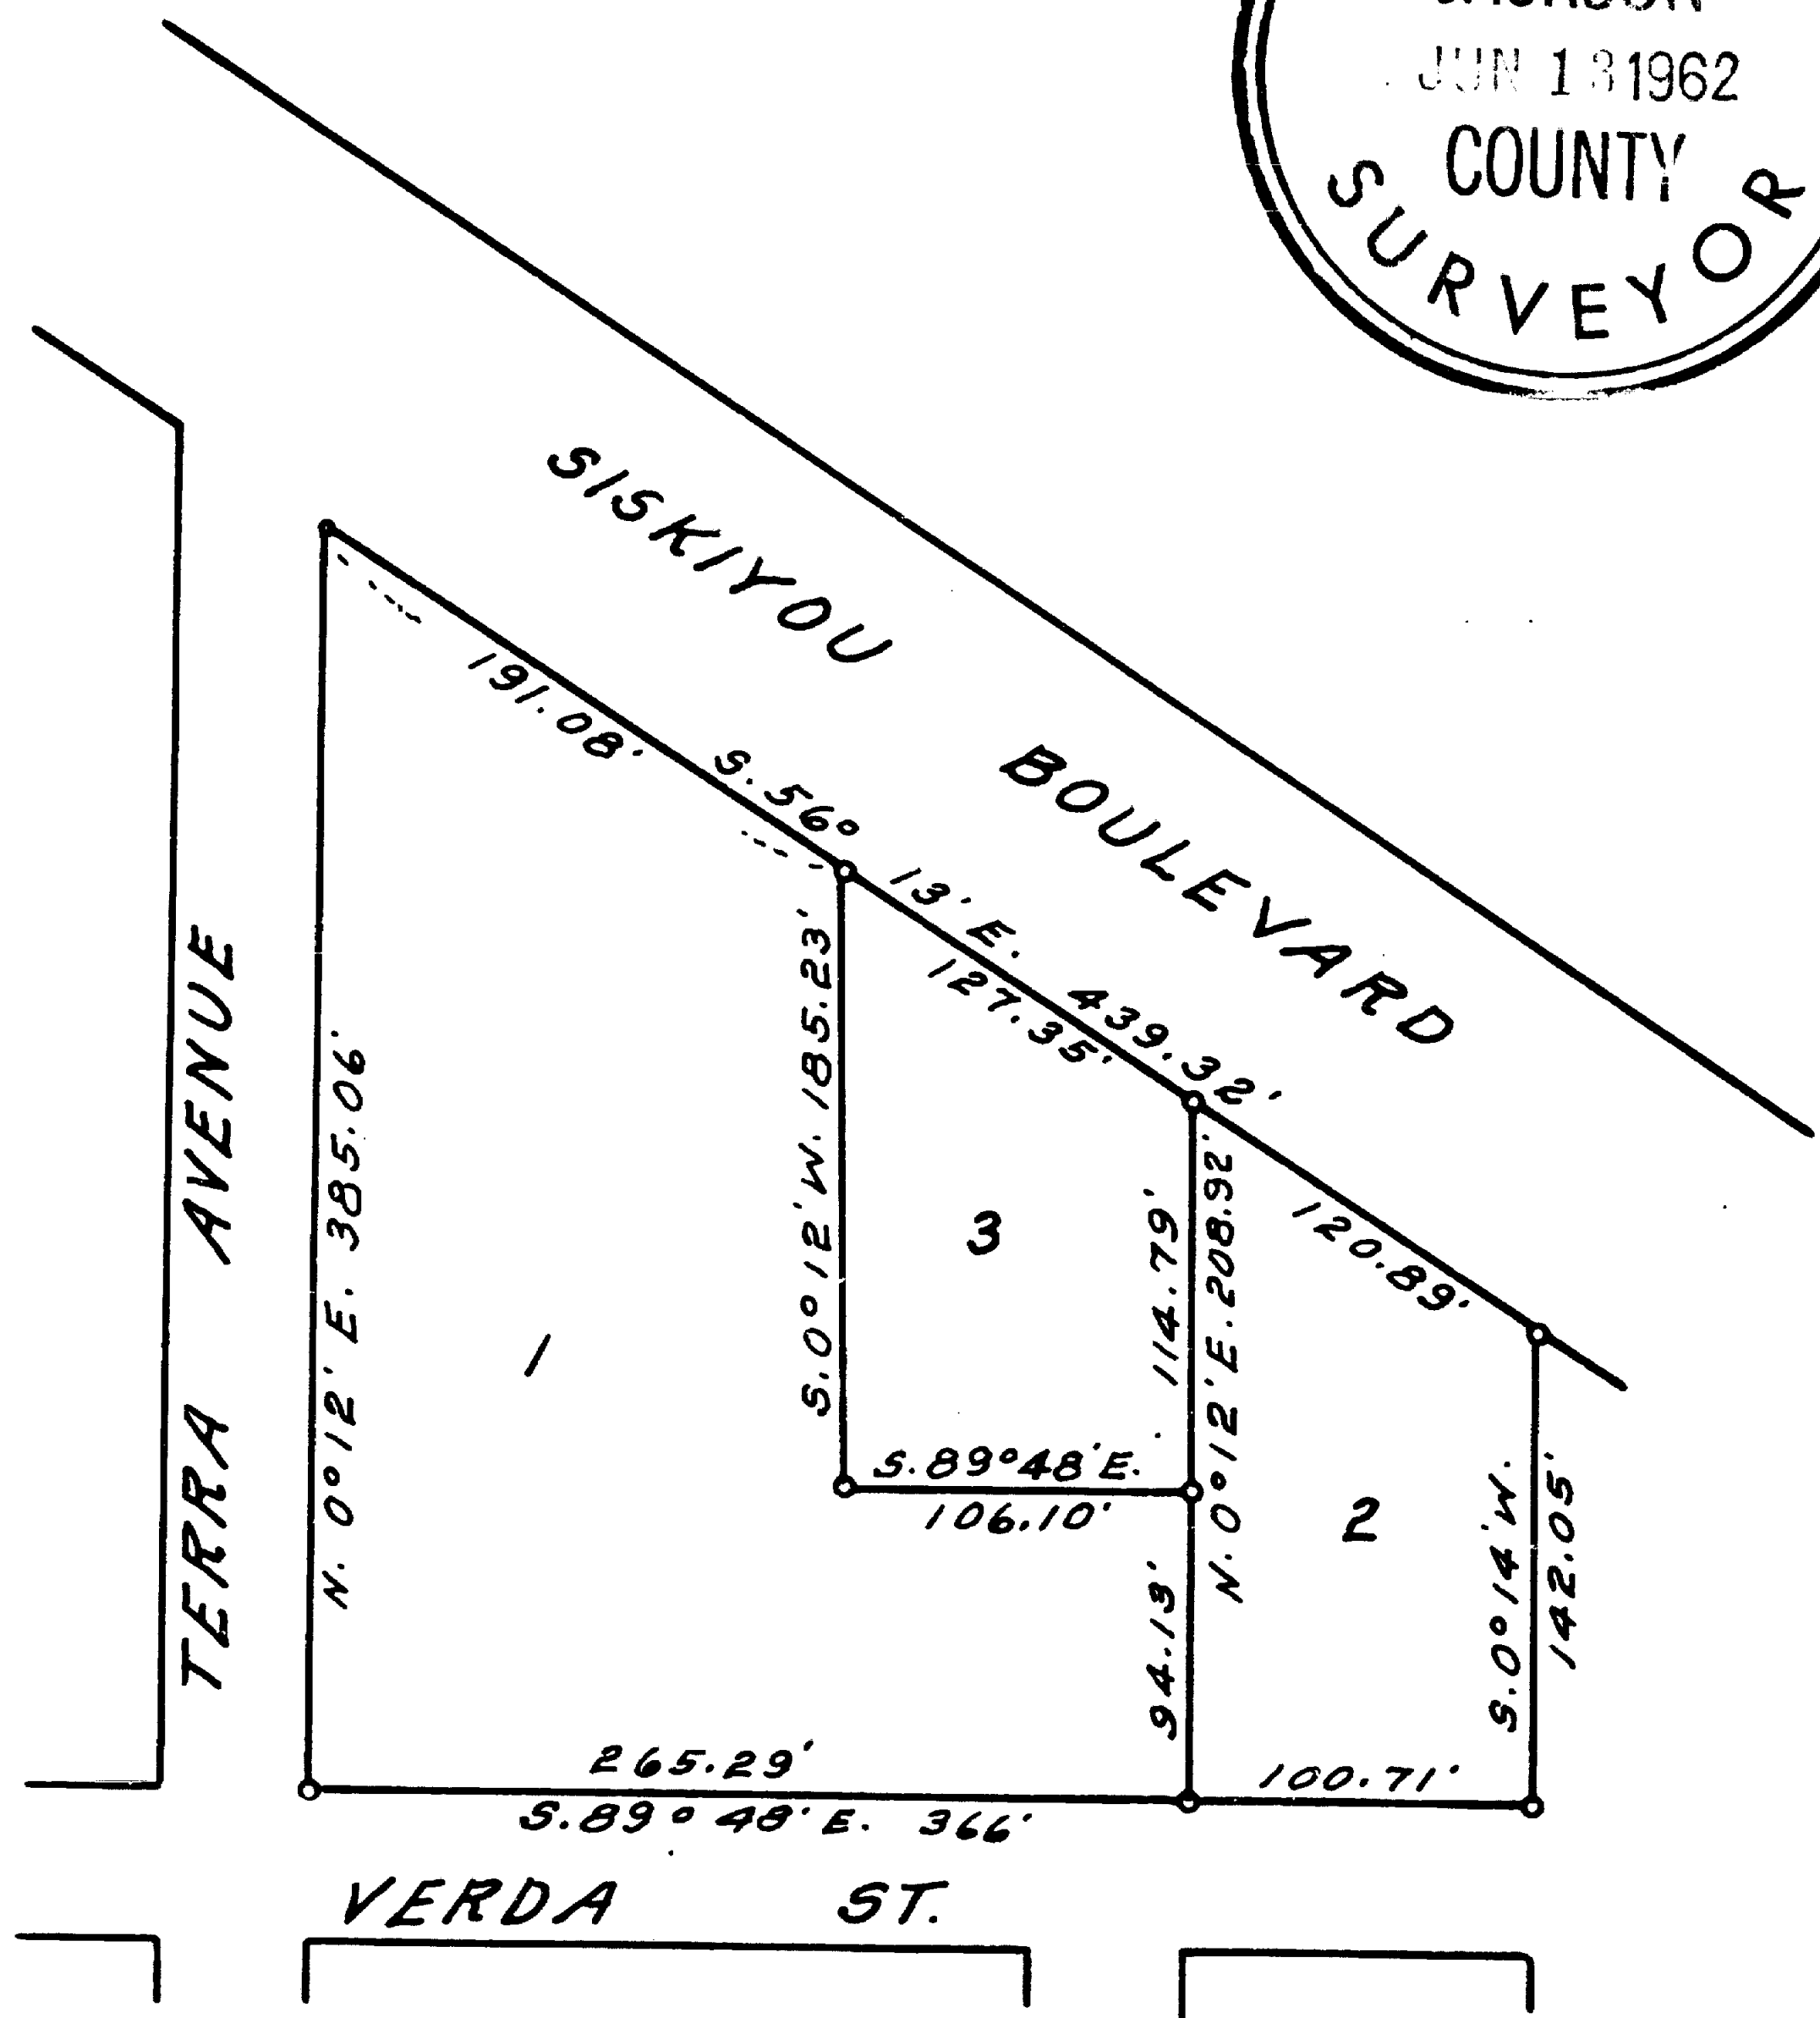 JUN 1 1962
COUNTY
SURVEYOR
SISKIYOU BOULEVARD
191.08'
S. 56° 13' E. 439.32'
127.35'
120.89'
TERRA AVENUE
N. 0° 12' E. 385.06'
S. 0° 12' W. 185.23'
3
114.79'
N. 0° 12' E. 208.92'
1
S. 89° 48' E.
106.10'
2
94.13'
S. 0° 14' W.
142.05'
265.29'
100.71'
S. 89° 48' E. 366'
VERDA ST.